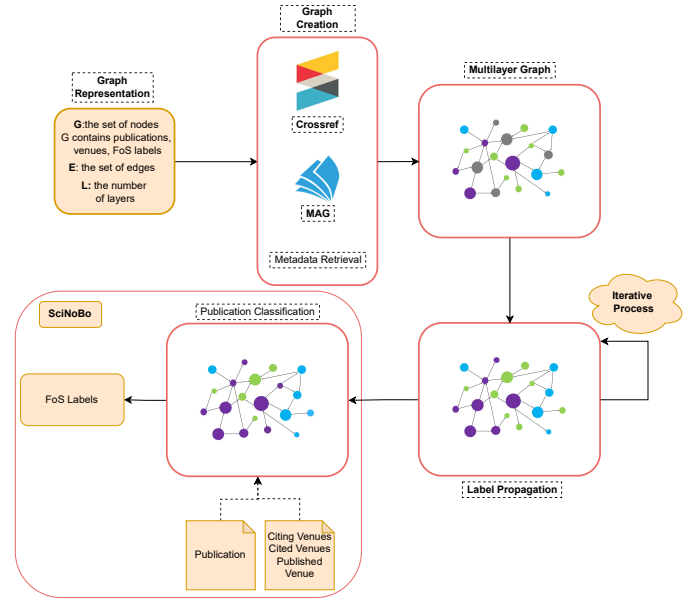 Graph
Creation
Graph
Representation
G:the set of nodes
G contains publications,
venues, FoS labels
E: the set of edges
L: the number
of layers
Crossref
MAG
Metadata Retrieval
Multilayer Graph
Iterative
Process
Label Propagation
SciNoBo
Publication Classification
FoS Labels
Publication
Citing Venues
Cited Venues
Published
Venue